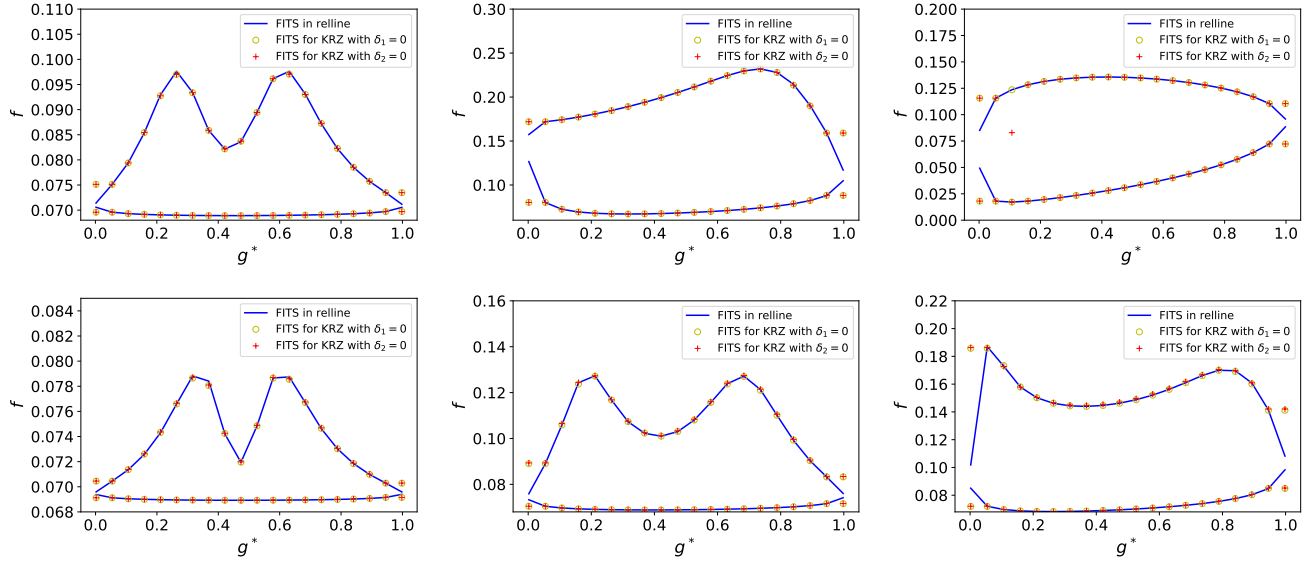 0.110
0.105
0.100
0.095
0.090
0.085
0.080
0.075
0.070
f
FITS in relline
FITS for KRZ with δ₁ = 0
FITS for KRZ with δ₂ = 0
0.0 0.2 0.4 0.6 0.8 1.0
g*
0.30
0.25
0.20
0.15
0.10
f
FITS in relline
FITS for KRZ with δ₁ = 0
FITS for KRZ with δ₂ = 0
0.0 0.2 0.4 0.6 0.8 1.0
g*
0.200
0.175
0.150
0.125
0.100
0.075
0.050
0.025
0.000
f
FITS in relline
FITS for KRZ with δ₁ = 0
FITS for KRZ with δ₂ = 0
0.0 0.2 0.4 0.6 0.8 1.0
g*
0.084
0.082
0.080
0.078
0.076
0.074
0.072
0.070
0.068
f
FITS in relline
FITS for KRZ with δ₁ = 0
FITS for KRZ with δ₂ = 0
0.0 0.2 0.4 0.6 0.8 1.0
g*
0.16
0.14
0.12
0.10
0.08
f
FITS in relline
FITS for KRZ with δ₁ = 0
FITS for KRZ with δ₂ = 0
0.0 0.2 0.4 0.6 0.8 1.0
g*
0.22
0.20
0.18
0.16
0.14
0.12
0.10
0.08
f
FITS in relline
FITS for KRZ with δ₁ = 0
FITS for KRZ with δ₂ = 0
0.0 0.2 0.4 0.6 0.8 1.0
g*